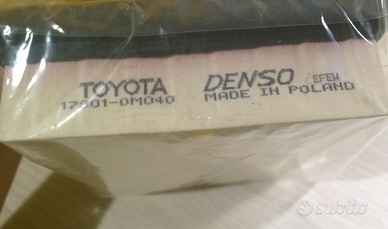 TOYOTA
17801-0M040
DENSO EFEW
MADE IN POLAND
subito